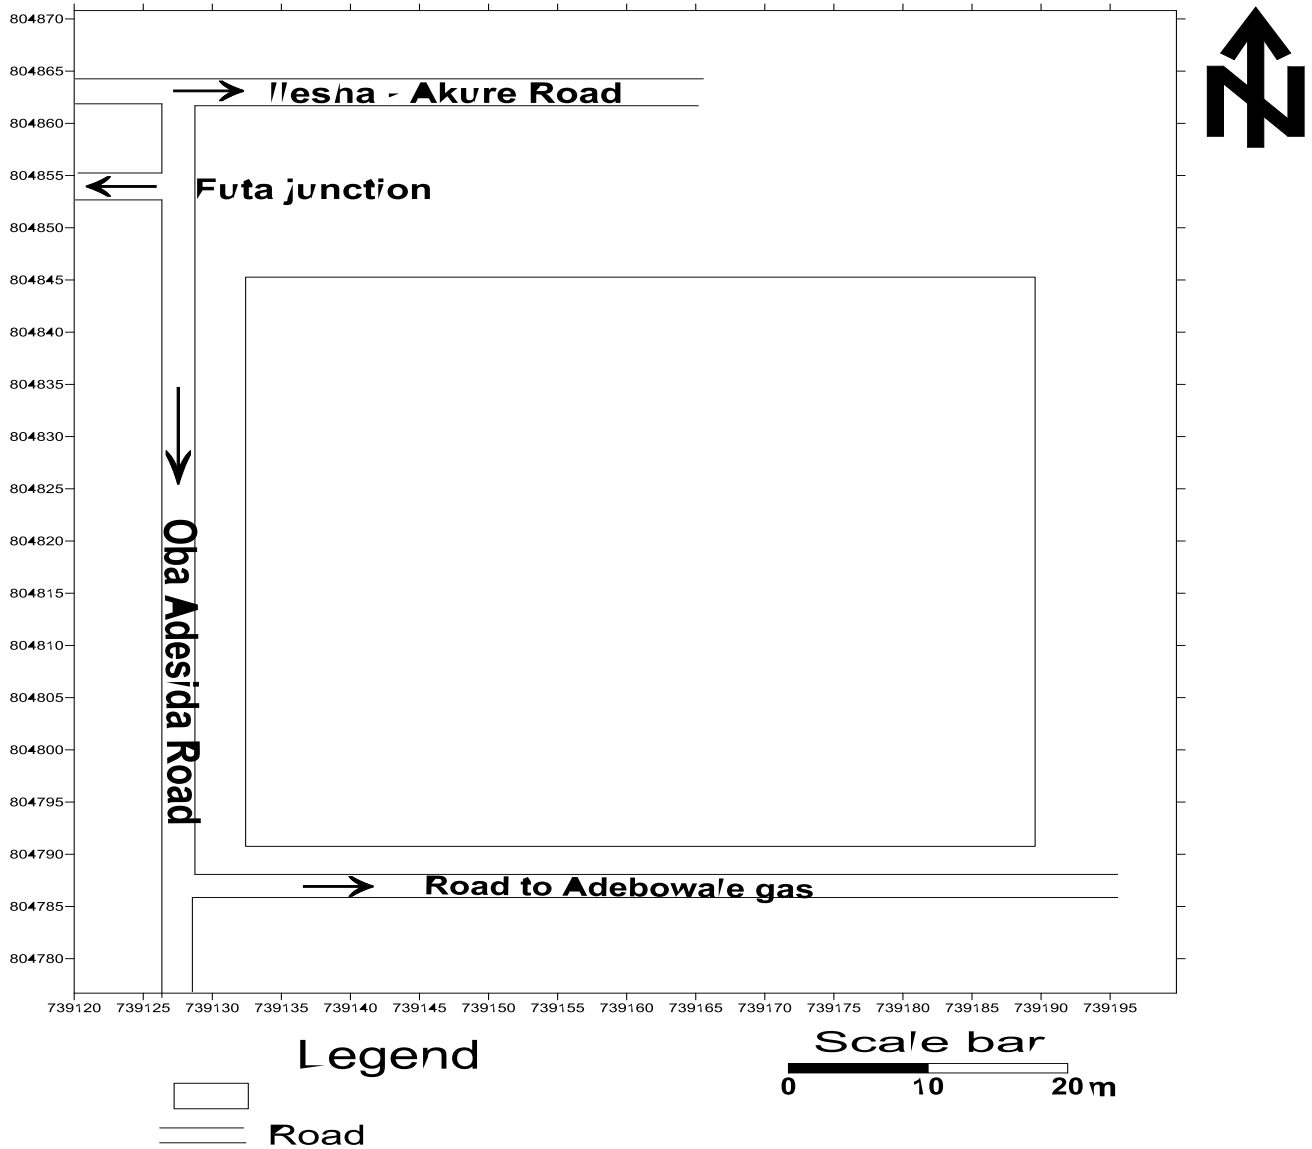 N
804870
804865
Ilesha - Akure Road
804860
804855
Futa junction
804850
804845
804840
804835
804830
804825
804820
804815
804810
804805
804800
804795
804790
804785
804780
Oba Adesida Road
Road to Adebowale gas
739120 739125 739130 739135 739140 739145 739150 739155 739160 739165 739170 739175 739180 739185 739190 739195
Legend
Road
Scale bar
0 10 20 m